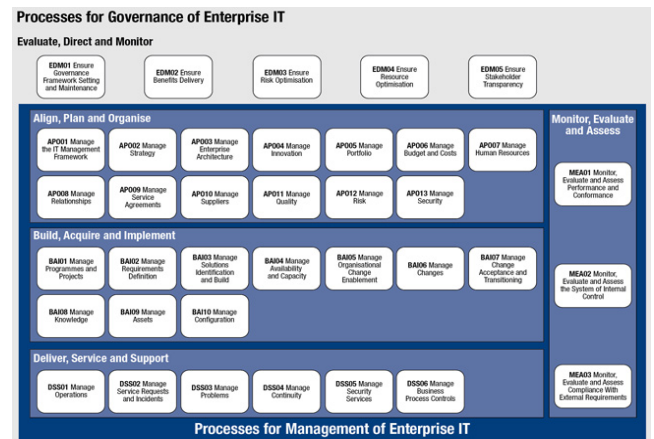 Processes for Governance of Enterprise IT
Evaluate, Direct and Monitor
EDM01 Ensure
Governance
Framework Setting
and Maintenance
EDM02 Ensure
Benefits Delivery
EDM03 Ensure
Risk Optimisation
EDM04 Ensure
Resource
Optimisation
EDM05 Ensure
Stakeholder
Transparency
Align, Plan and Organise
AP001 Manage
the IT Management
Framework
AP002 Manage
Strategy
AP003 Manage
Enterprise
Architecture
AP004 Manage
Innovation
AP005 Manage
Portfolio
AP006 Manage
Budget and Costs
AP007 Manage
Human Resources
AP008 Manage
Relationships
AP009 Manage
Service
Agreements
AP010 Manage
Suppliers
AP011 Manage
Quality
AP012 Manage
Risk
AP013 Manage
Security
Build, Acquire and Implement
BAI01 Manage
Programmes and
Projects
BAI02 Manage
Requirements
Definition
BAI03 Manage
Solutions
Identification
and Build
BAI04 Manage
Availability
and Capacity
BAI05 Manage
Organisational
Change
Enablement
BAI06 Manage
Changes
BAI07 Manage
Change
Acceptance and
Transitioning
BAI08 Manage
Knowledge
BAI09 Manage
Assets
BAI10 Manage
Configuration
Deliver, Service and Support
DSS01 Manage
Operations
DSS02 Manage
Service Requests
and Incidents
DSS03 Manage
Problems
DSS04 Manage
Continuity
DSS05 Manage
Security
Services
DSS06 Manage
Business
Process Controls
Monitor, Evaluate
and Assess
MEA01 Monitor,
Evaluate and Assess
Performance and
Conformance
MEA02 Monitor,
Evaluate and Assess
the System of Internal
Control
MEA03 Monitor,
Evaluate and Assess
Compliance With
External Requirements
Processes for Management of Enterprise IT